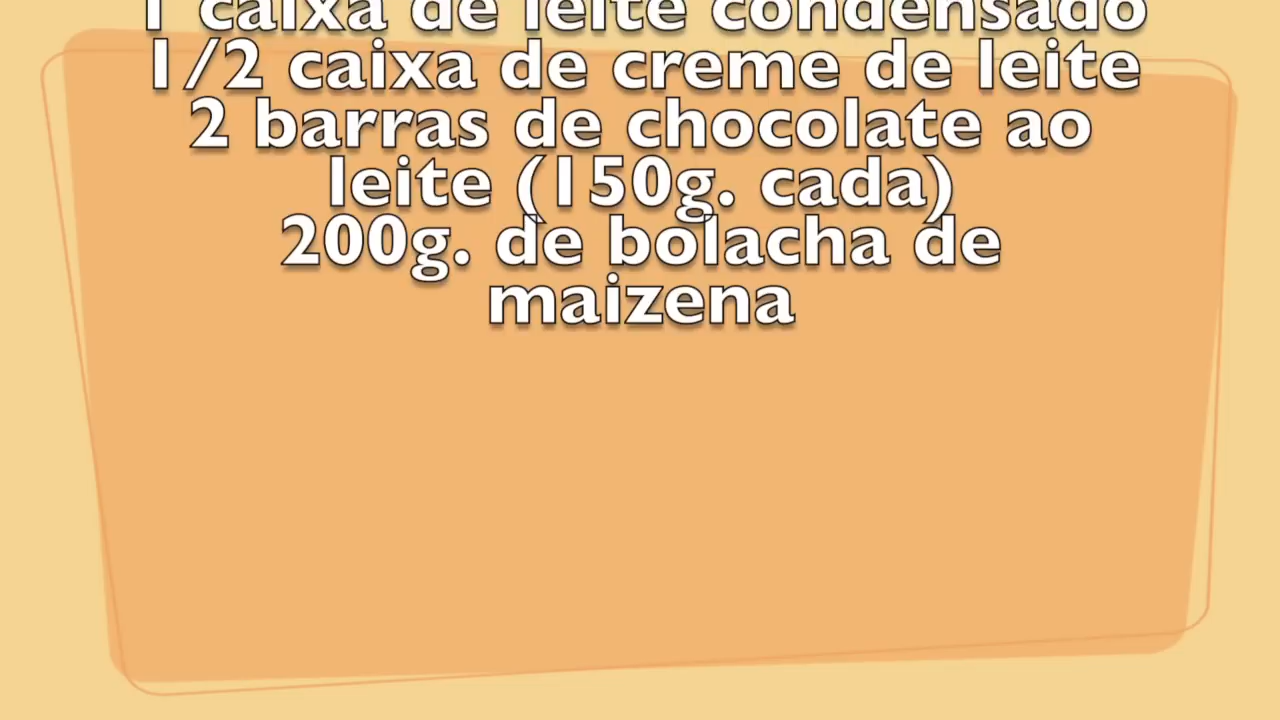 1 caixa de leite condensado
1/2 caixa de creme de leite
2 barras de chocolate ao
leite (150g. cada)
200g. de bolacha de
maizena